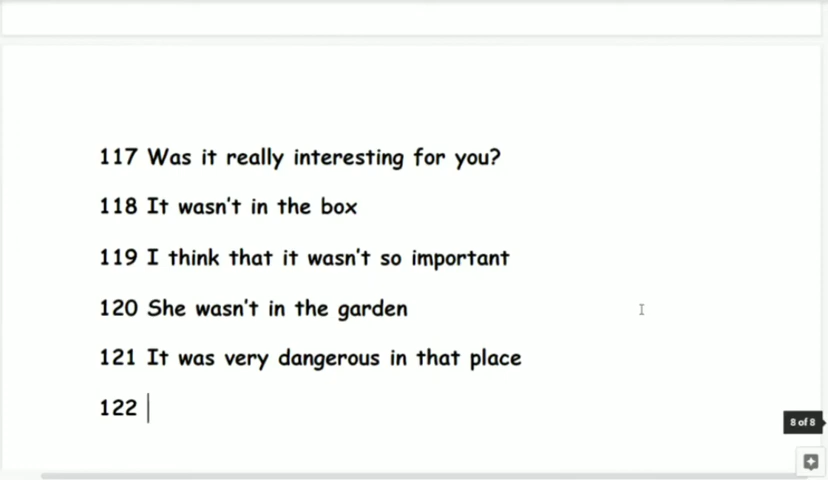 117 Was it really interesting for you?
118 It wasn't in the box
119 I think that it wasn't so important
120 She wasn't in the garden
121 It was very dangerous in that place
122
8 of 8